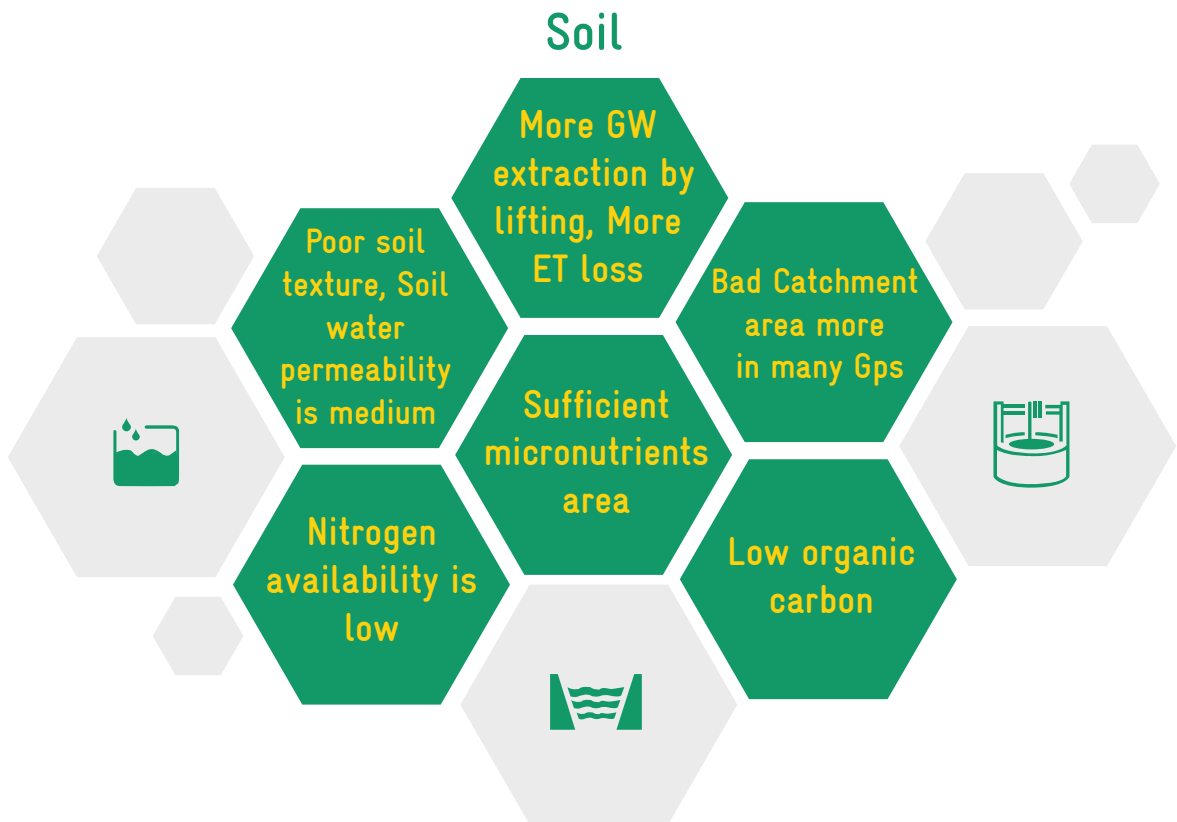 Soil
More GW
extraction by
lifting, More
ET loss
Poor soil
texture, Soil
water
permeability
is medium
Bad Catchment
area more
in many Gps
Sufficient
micronutrients
area
Nitrogen
availability is
low
Low organic
carbon